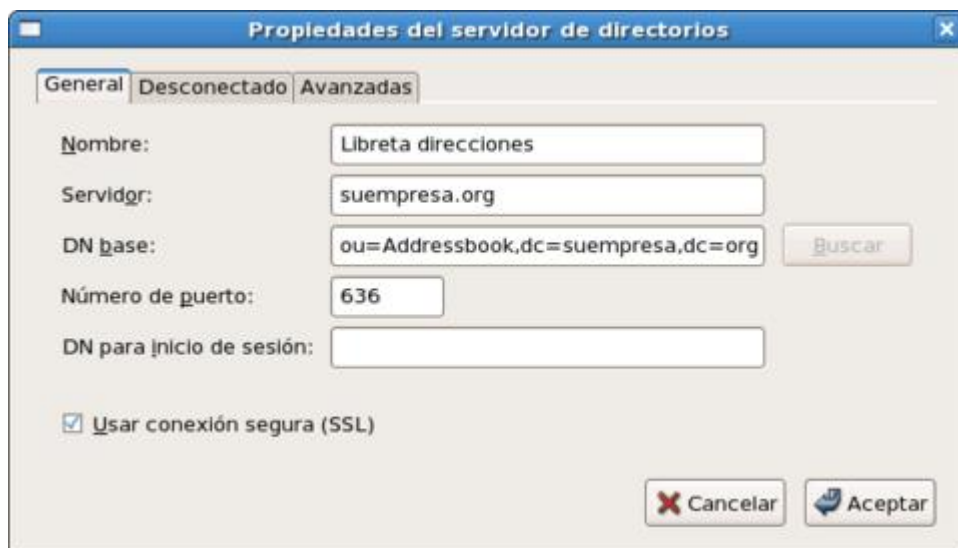 Propiedades del servidor de directorios
General Desconectado Avanzadas
Nombre: Libreta direcciones
Servidor: suempresa.org
DN base: ou=Addressbook,dc=suempresa,dc=org Buscar
Número de puerto: 636
DN para inicio de sesión:
Usar conexión segura (SSL)
Cancelar Aceptar